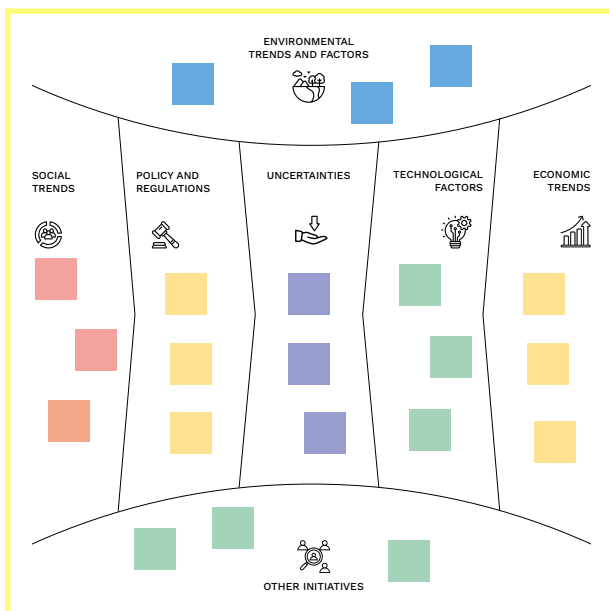 ENVIRONMENTAL
TRENDS AND FACTORS
SOCIAL
TRENDS
POLICY AND
REGULATIONS
UNCERTAINTIES
TECHNOLOGICAL
FACTORS
ECONOMIC
TRENDS
OTHER INITIATIVES